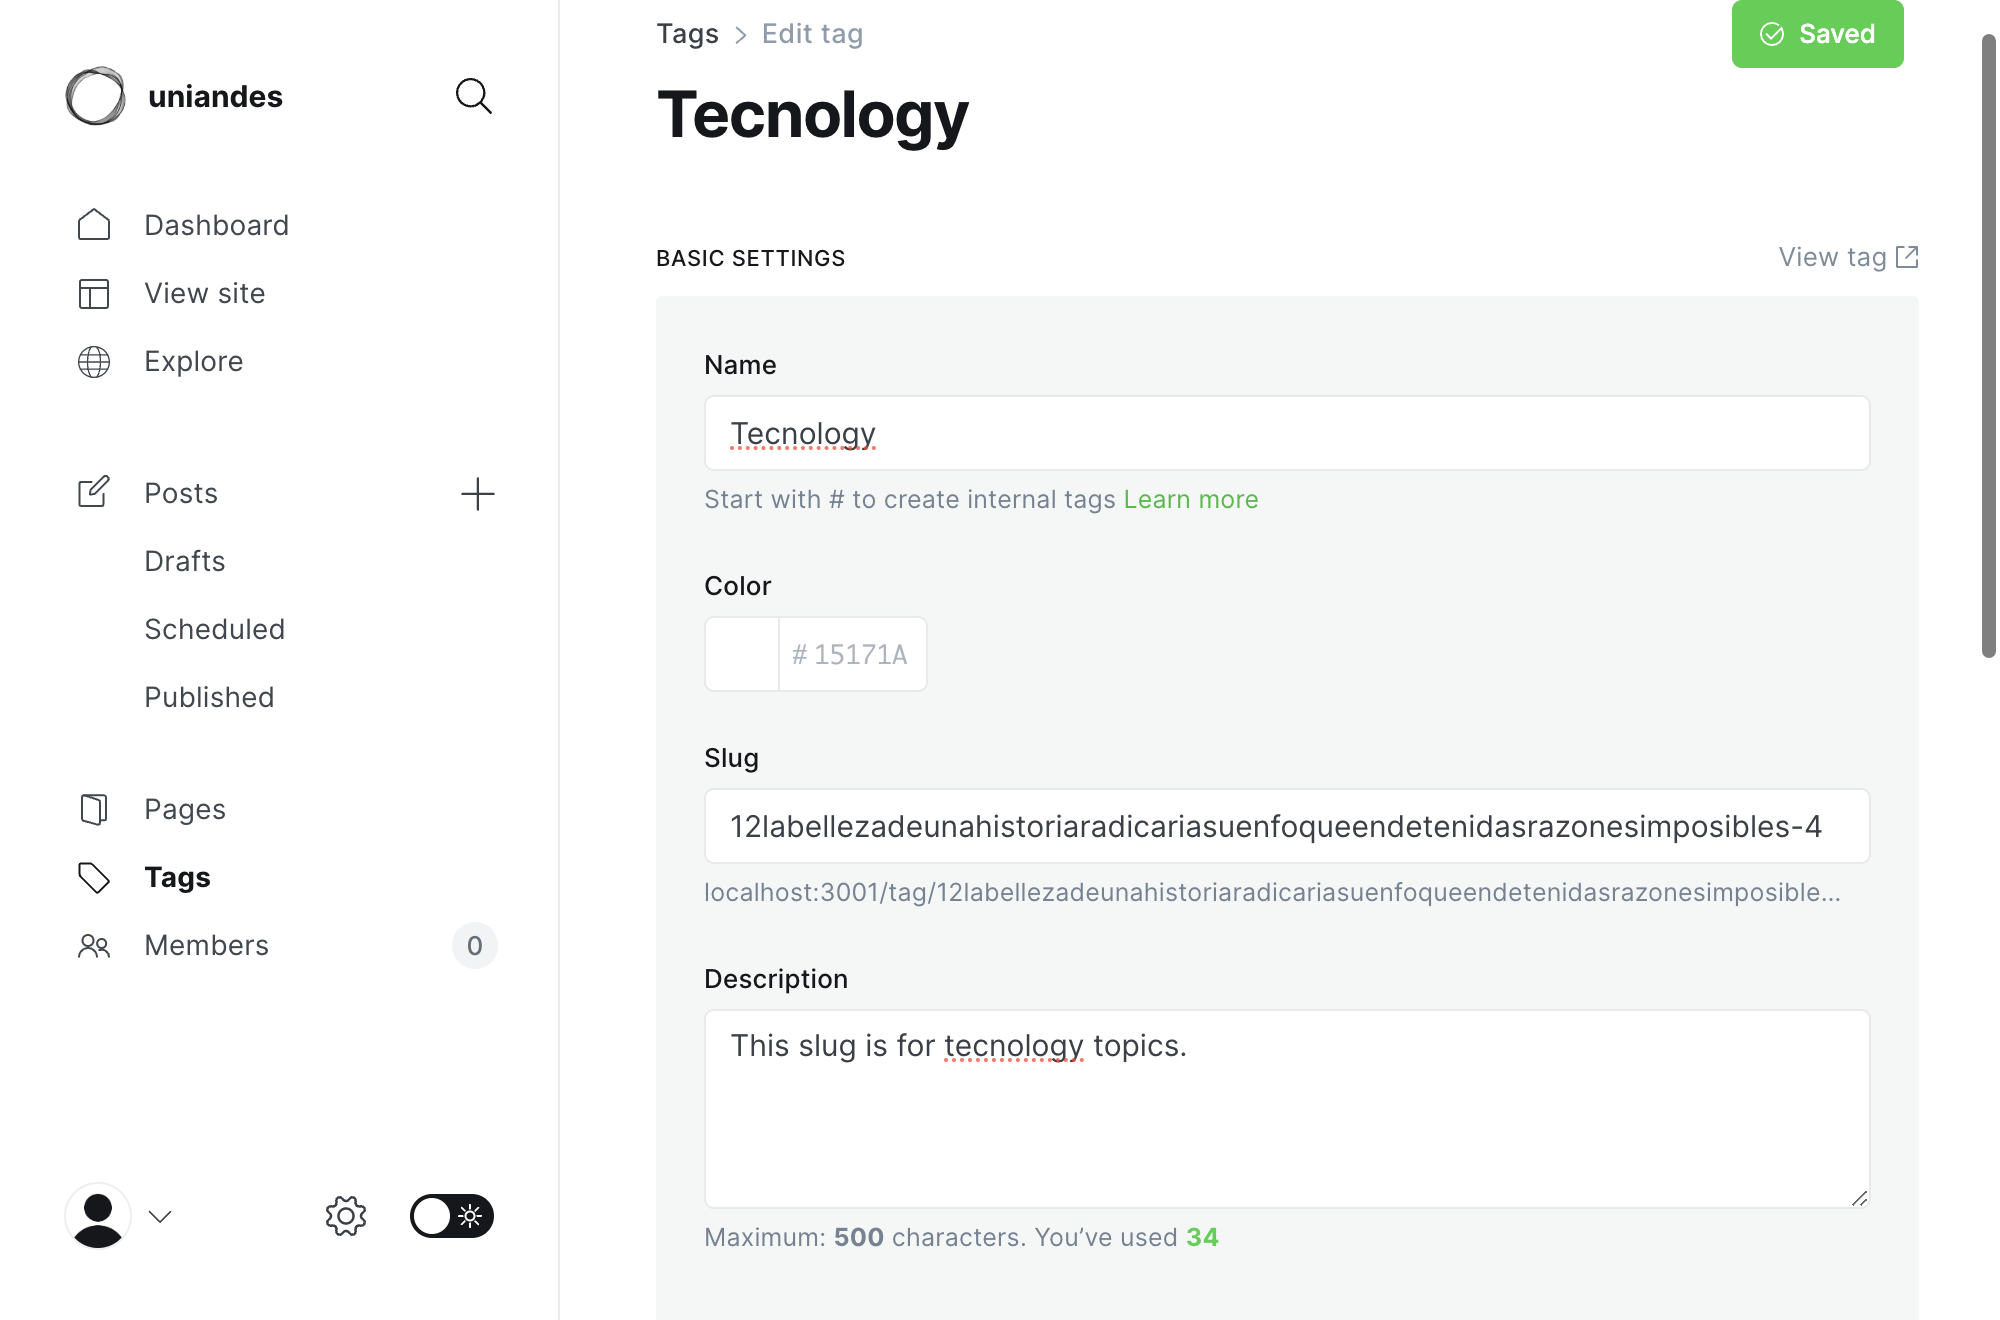 uniandes
Dashboard
View site
Explore
Posts
Drafts
Scheduled
Published
Pages
Tags
Members 0
Tags > Edit tag
Saved
Tecnology
BASIC SETTINGS
View tag
Name
Tecnology
Start with # to create internal tags Learn more
Color
# 15171A
Slug
12labellezadeunahistoriaradicariasuenfoqueendetenidasrazonesimposibles-4
localhost:3001/tag/12labellezadeunahistoriaradicariasuenfoqueendetenidasrazonesimposible...
Description
This slug is for tecnology topics.
Maximum: 500 characters. You’ve used 34